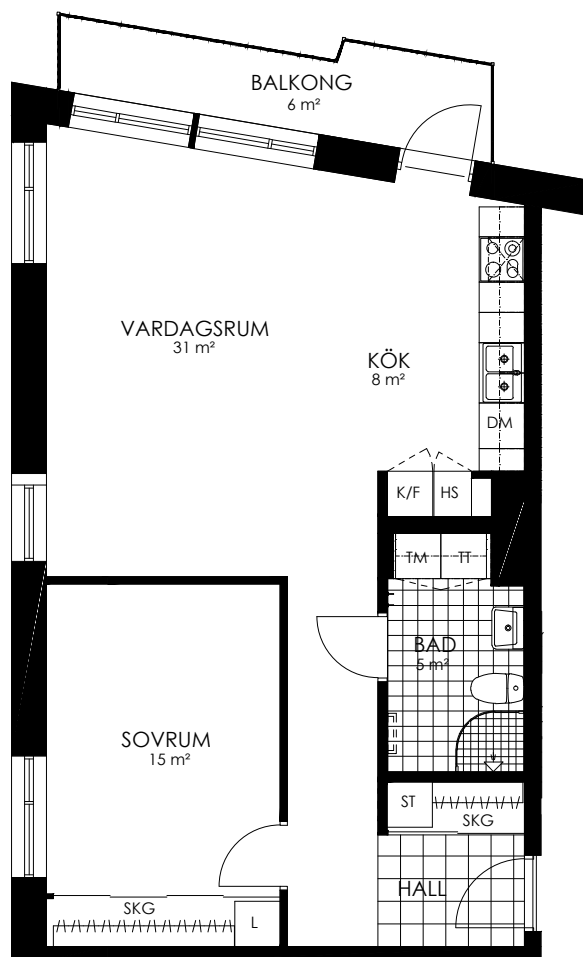 BALKONG
6 m²
VARDAGSRUM
31 m²
KÖK
8 m²
DM
K/F
HS
TM
TT
BAD
5 m²
SOVRUM
15 m²
ST
SKG
HALL
SKG
L